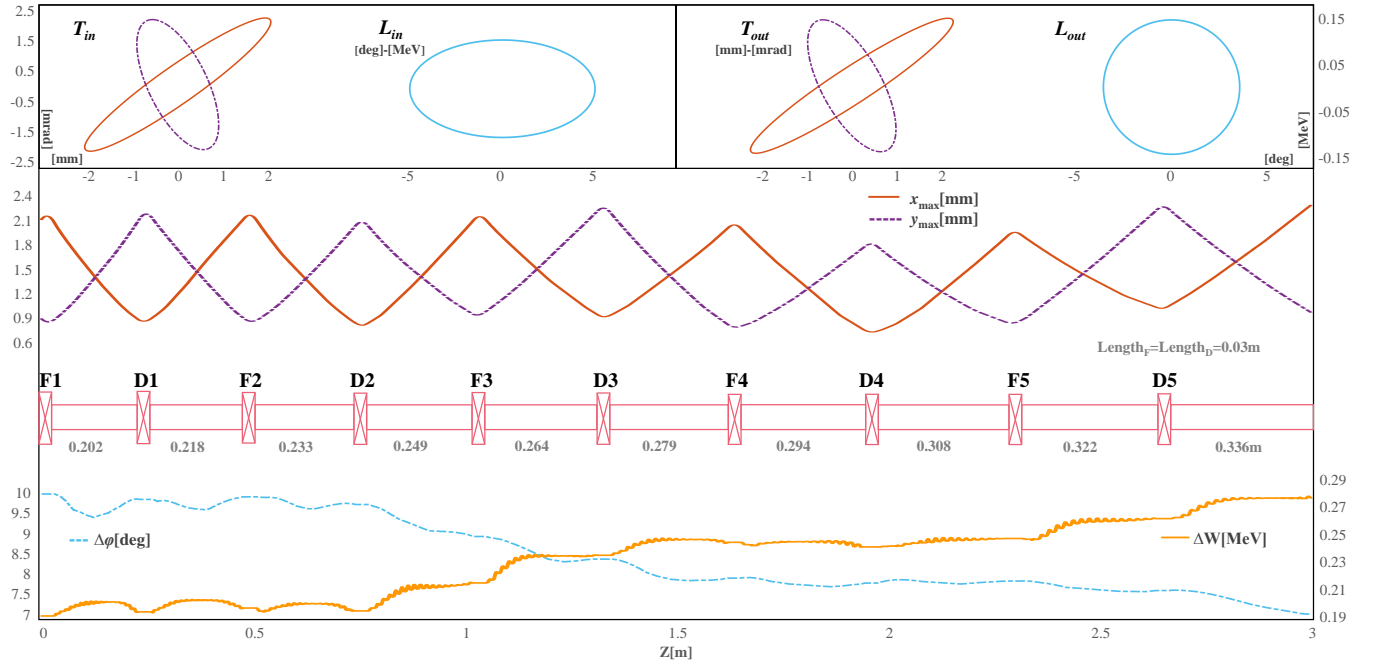 2.5
1.5
0.5
-0.5
-1.5
-2.5
T_in
L_in
[deg]-[MeV]
[mrad]
[mm]
-2 -1 0 1 2
-5 0 5
T_out
[mm]-[mrad]
L_out
[deg]
-2 -1 0 1 2
-5 0 5
0.15
0.05
-0.05
-0.15
[MeV]
2.4
2.1
1.8
1.5
1.2
0.9
0.6
x_max[mm]
y_max[mm]
Length_F=Length_D=0.03m
F1 D1 F2 D2 F3 D3 F4 D4 F5 D5
0.202 0.218 0.233 0.249 0.264 0.279 0.294 0.308 0.322 0.336m
10
9.5
9
8.5
8
7.5
7
Δφ[deg]
ΔW[MeV]
0.29
0.27
0.25
0.23
0.21
0.19
0 0.5 1 1.5 2 2.5 3
Z[m]